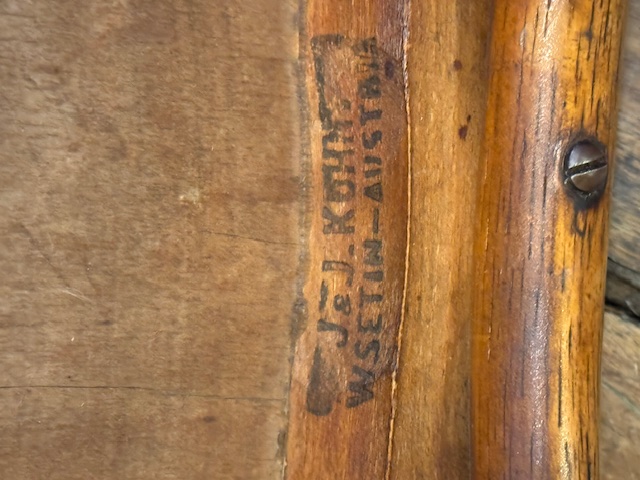 J & J. KOHN.
WSETIN–AUSTRIA